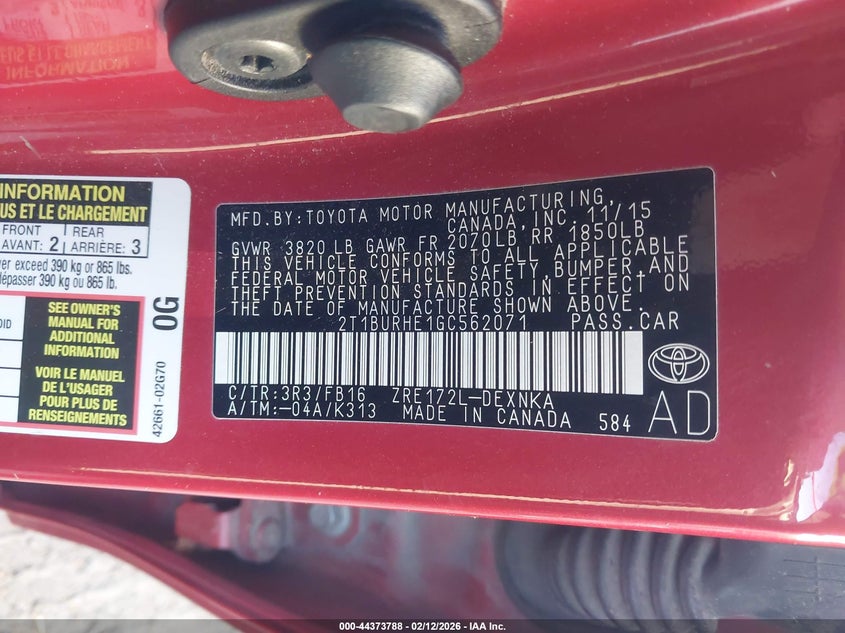 INFORMATION
US ET LE CHARGEMENT
FRONT
AVANT: 2
REAR
ARRIÈRE: 3
er exceed 390 kg or 865 lbs.
dépasser 390 kg ou 865 lb.
SEE OWNER'S
MANUAL FOR
ADDITIONAL
INFORMATION
VOIR LE MANUEL
DE L'USAGER
POUR PLUS DE
RENSEIGNEMENTS
0G
42661-02G70
MFD.BY:TOYOTA MOTOR MANUFACTURING,
CANADA, INC. 11/15
GVWR 3820 LB GAWR FR 2070LB RR 1850LB
THIS VEHICLE CONFORMS TO ALL APPLICABLE
FEDERAL MOTOR VEHICLE SAFETY, BUMPER, AND
THEFT PREVENTION STANDARDS IN EFFECT ON
THE DATE OF MANUFACTURE SHOWN ABOVE.
2T1BURHE1GC562071 PASS.CAR
C/TR:3R3/FB16 ZRE172L-DEXNKA
A/TM:-04A/K313 MADE IN CANADA 584
AD
000-44373788 - 02/12/2026 - IAA Inc.